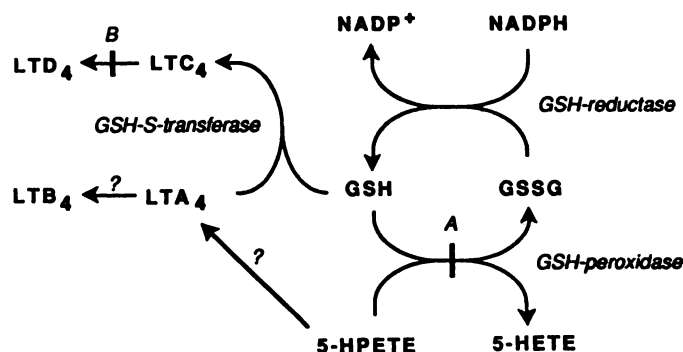 NADP+ NADPH
B
LTD4 LTC4
GSH-S-transferase GSH-reductase
? 
LTB4 LTA4 GSH GSSG
A
?
GSH-peroxidase
5-HPETE 5-HETE